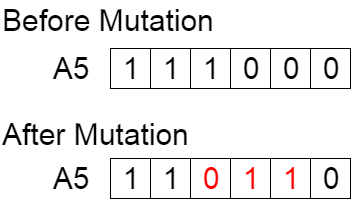 Before Mutation
A5 1 1 1 0 0 0
After Mutation
A5 1 1 0 1 1 0